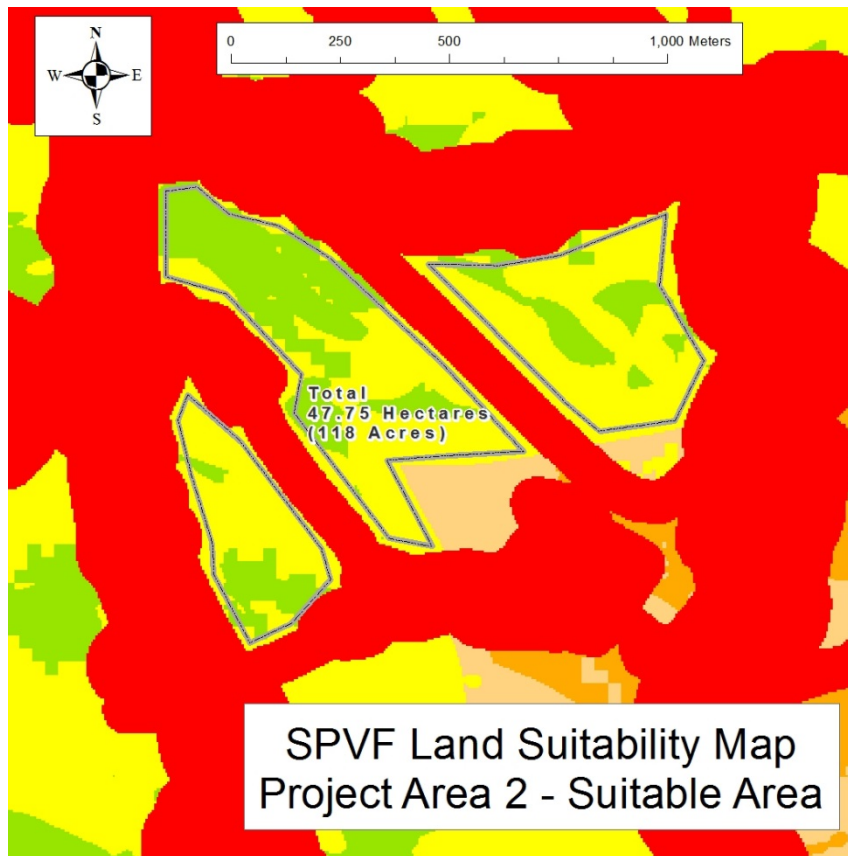 N
W E
S
0 250 500 1,000 Meters
Total
47.75 Hectares
(118 Acres)
SPVF Land Suitability Map
Project Area 2 - Suitable Area